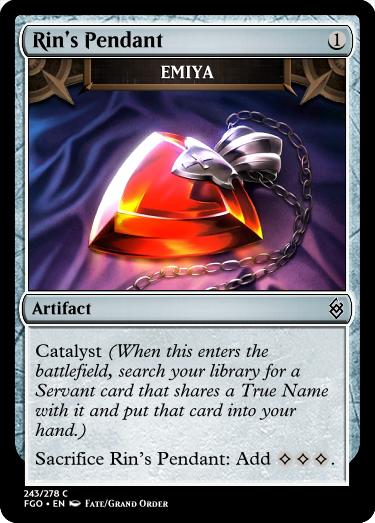 Rin's Pendant 1
EMIYA
Artifact
Catalyst (When this enters the
battlefield, search your library for a
Servant card that shares a True Name
with it and put that card into your
hand.)
Sacrifice Rin's Pendant: Add ◇◇◇.
243/278 C
FGO • EN Fate/Grand Order